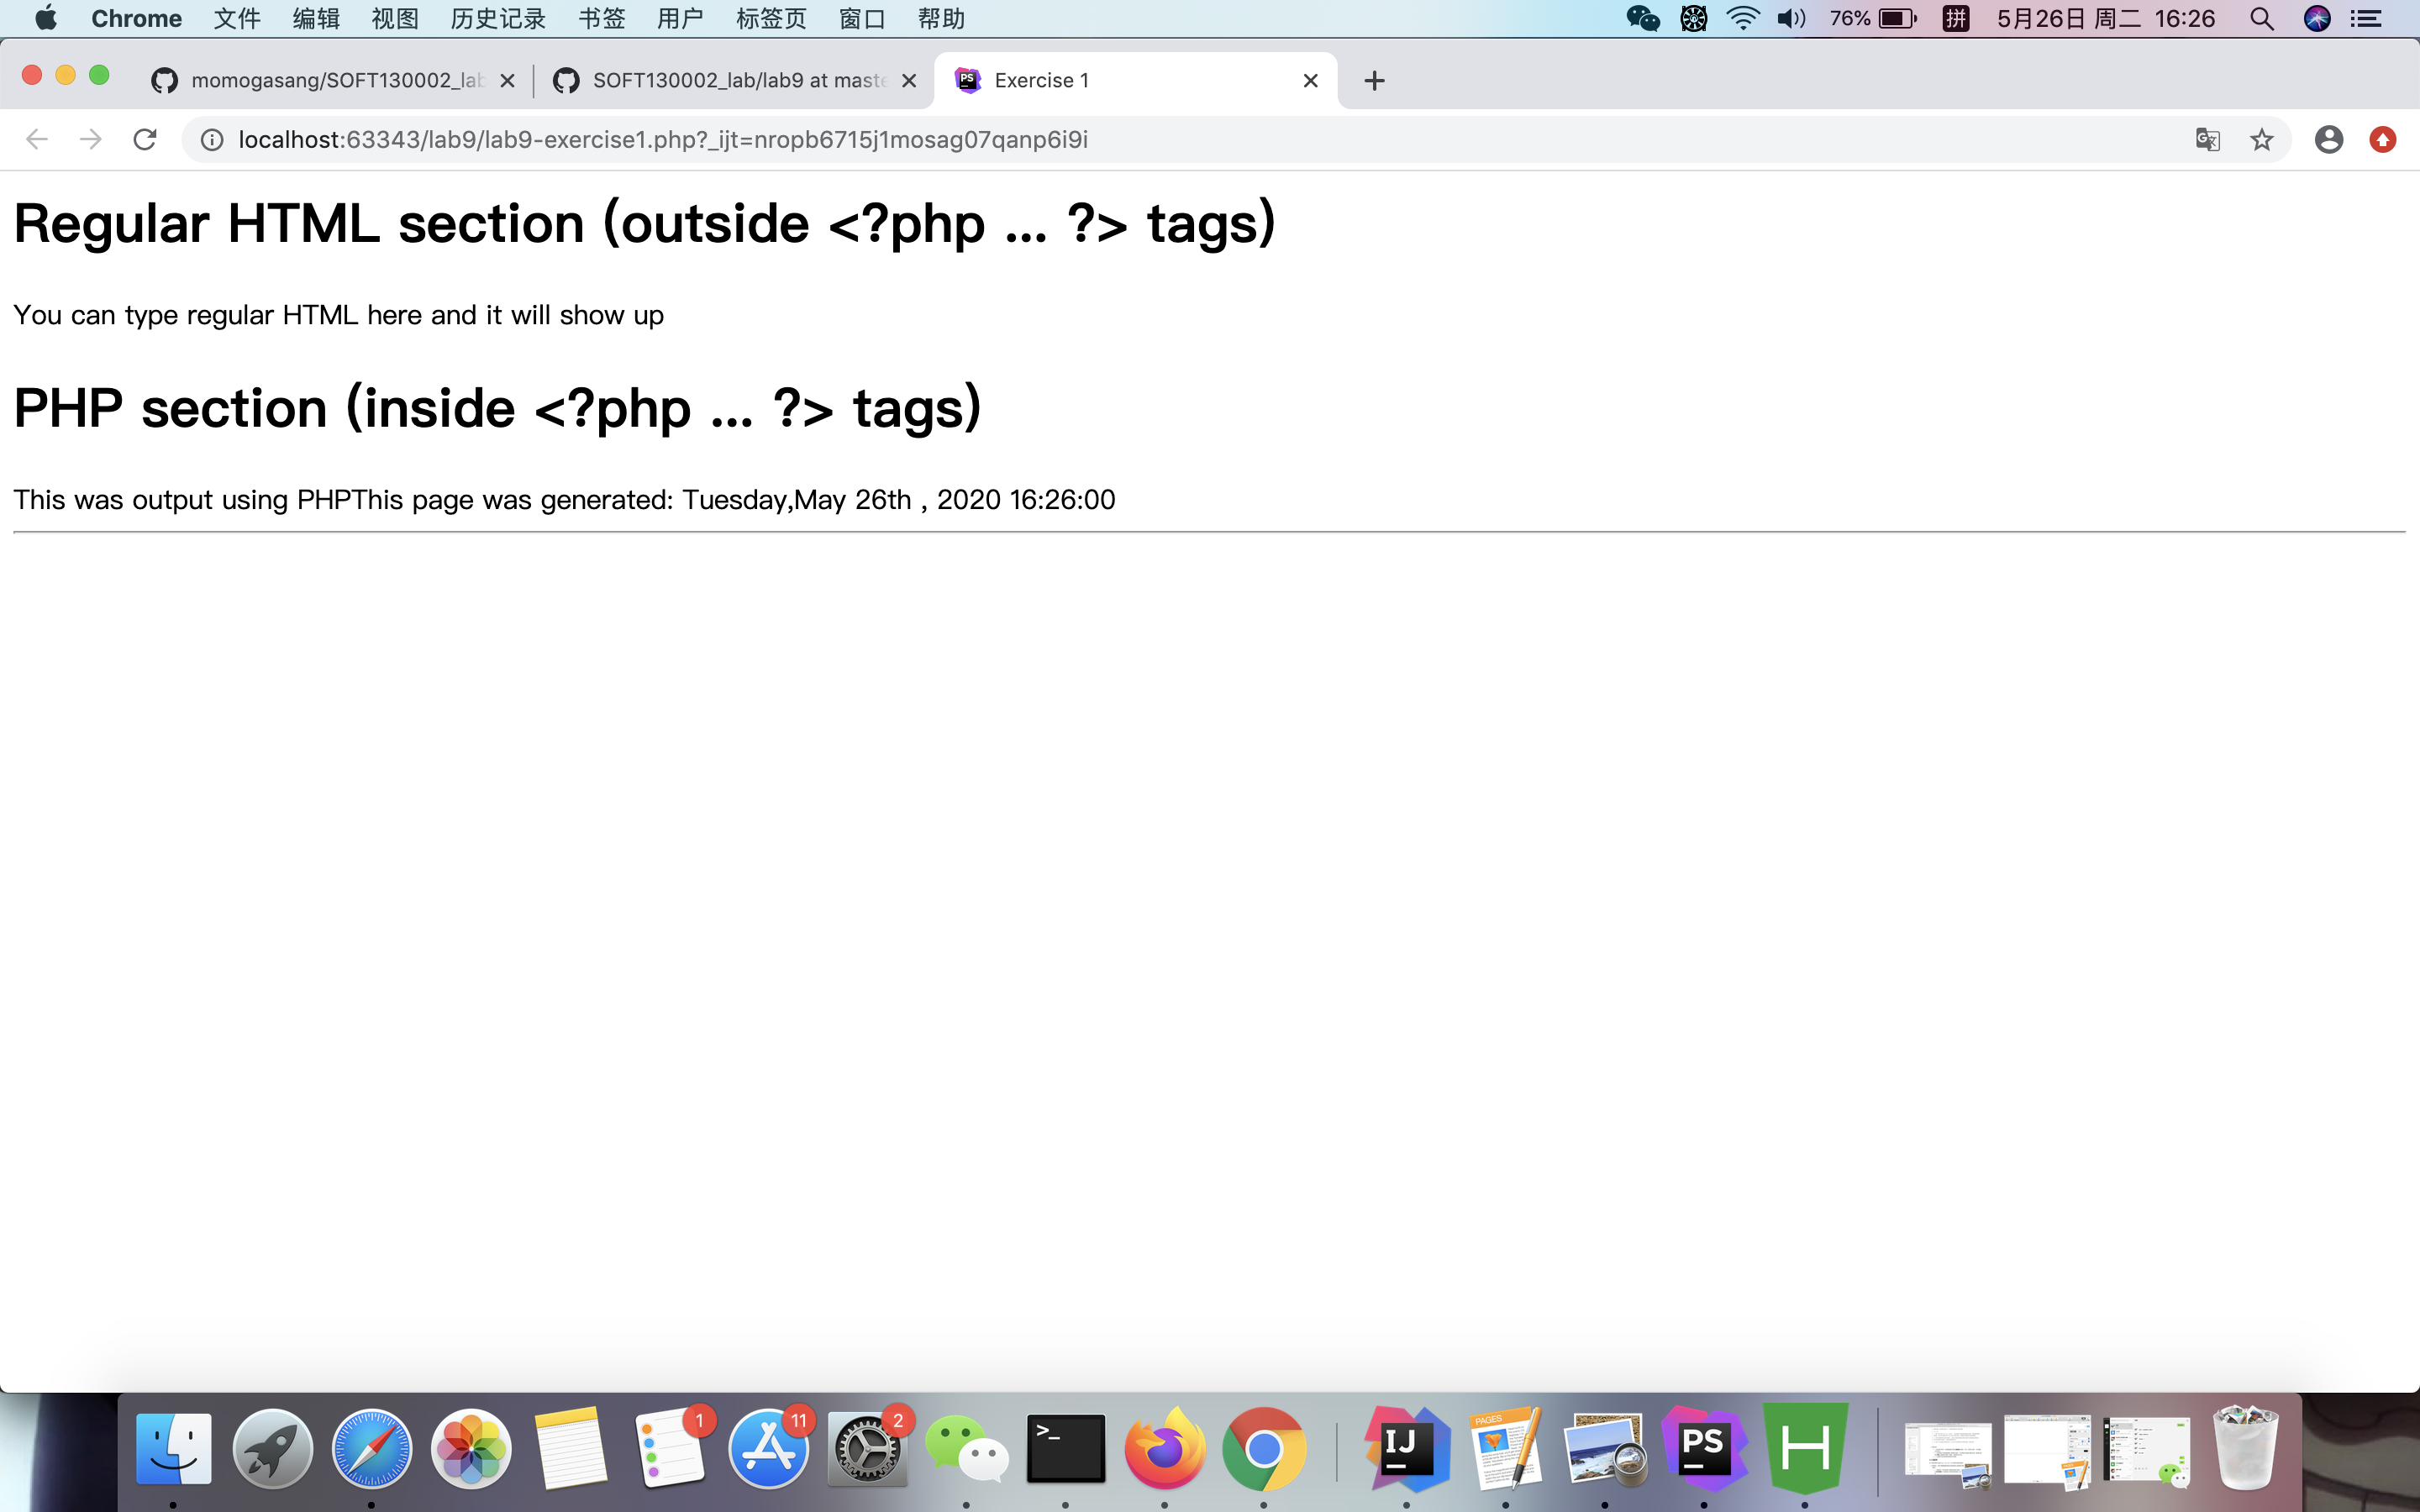 Chrome 文件 编辑 视图 历史记录 书签 用户 标签页 窗口 帮助 76% 拼 5月26日 周二 16:26
momogasang/SOFT130002_lab SOFT130002_lab/lab9 at maste PS Exercise 1
localhost:63343/lab9/lab9-exercise1.php?_ijt=nropb6715j1mosag07qanp6i9i
Regular HTML section (outside <?php ... ?> tags)
You can type regular HTML here and it will show up
PHP section (inside <?php ... ?> tags)
This was output using PHPThis page was generated: Tuesday,May 26th , 2020 16:26:00
1 11 2 >_ IJ PAGES PS H